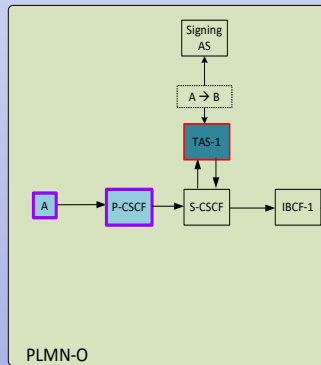 Signing
AS
A → B
TAS-1
A
P-CSCF
S-CSCF
IBCF-1
PLMN-O